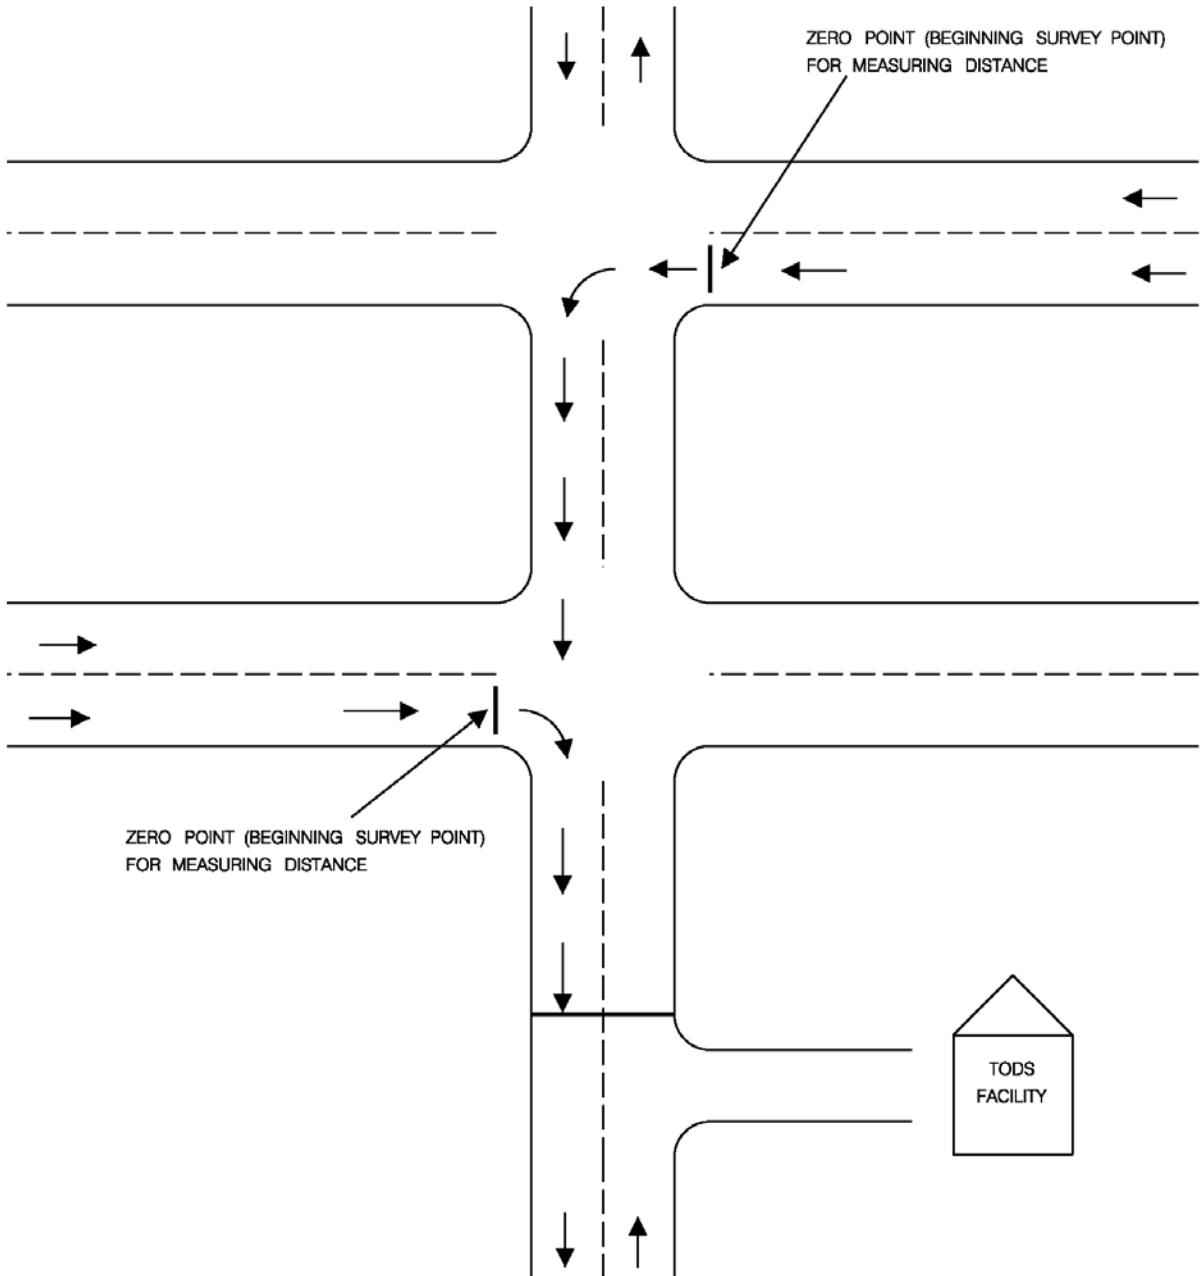 ZERO POINT (BEGINNING SURVEY POINT)
FOR MEASURING DISTANCE
ZERO POINT (BEGINNING SURVEY POINT)
FOR MEASURING DISTANCE
TODS
FACILITY